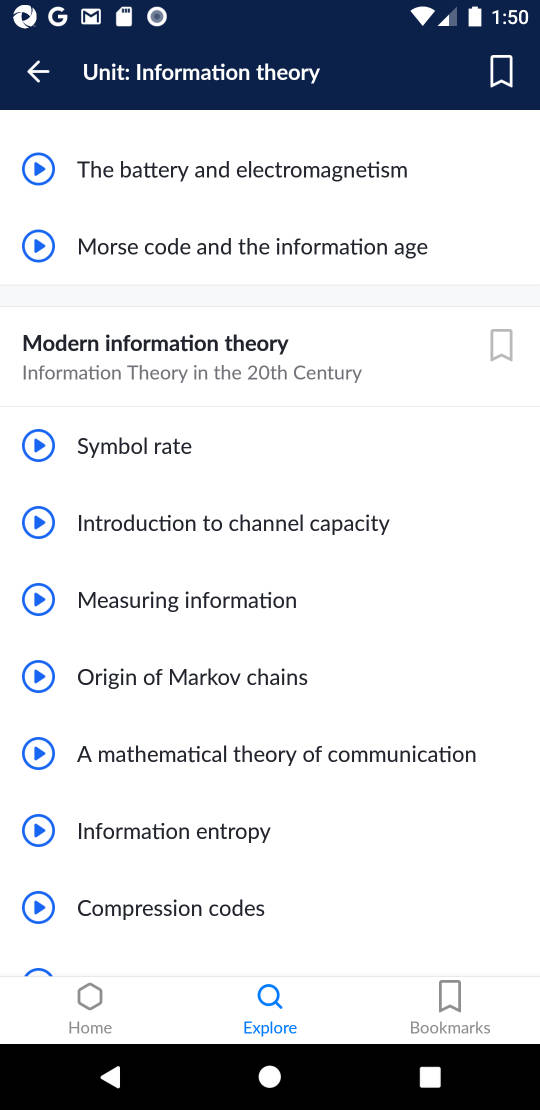 1:50
Unit: Information theory
The battery and electromagnetism
Morse code and the information age
Modern information theory
Information Theory in the 20th Century
Symbol rate
Introduction to channel capacity
Measuring information
Origin of Markov chains
A mathematical theory of communication
Information entropy
Compression codes
Home
Explore
Bookmarks